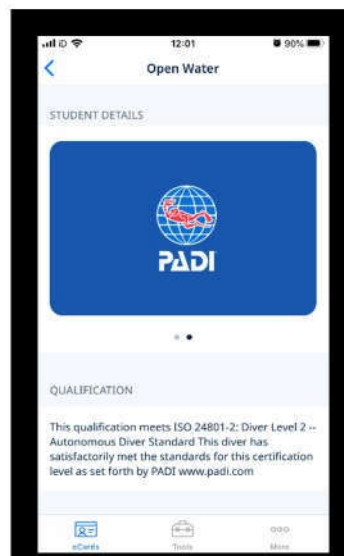 iD 12:01 90%
Open Water
STUDENT DETAILS
PADI
QUALIFICATION
This qualification meets ISO 24801-2: Diver Level 2 --
Autonomous Diver Standard This diver has
satisfactorily met the standards for this certification
level as set forth by PADI www.padi.com
eCards Tools More